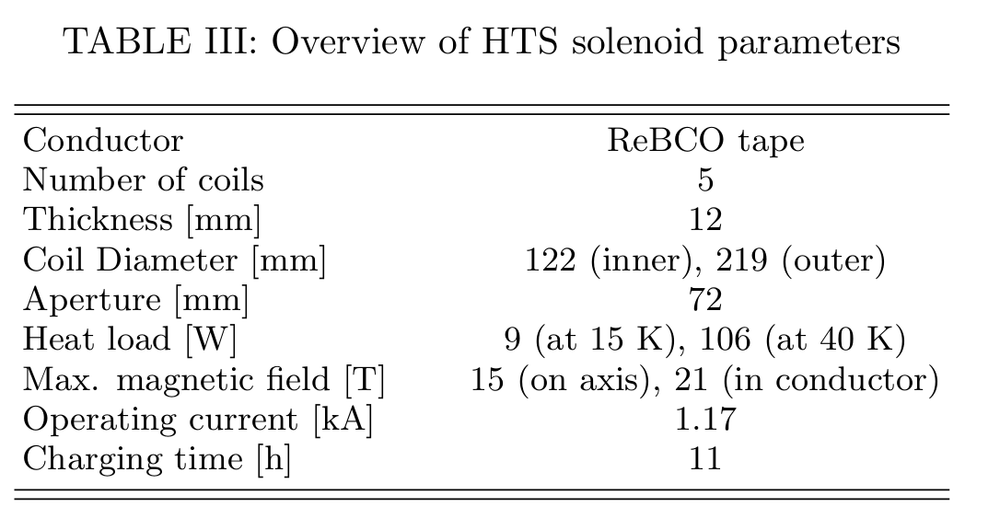 TABLE III: Overview of HTS solenoid parameters
Conductor ReBCO tape
Number of coils 5
Thickness [mm] 12
Coil Diameter [mm] 122 (inner), 219 (outer)
Aperture [mm] 72
Heat load [W] 9 (at 15 K), 106 (at 40 K)
Max. magnetic field [T] 15 (on axis), 21 (in conductor)
Operating current [kA] 1.17
Charging time [h] 11